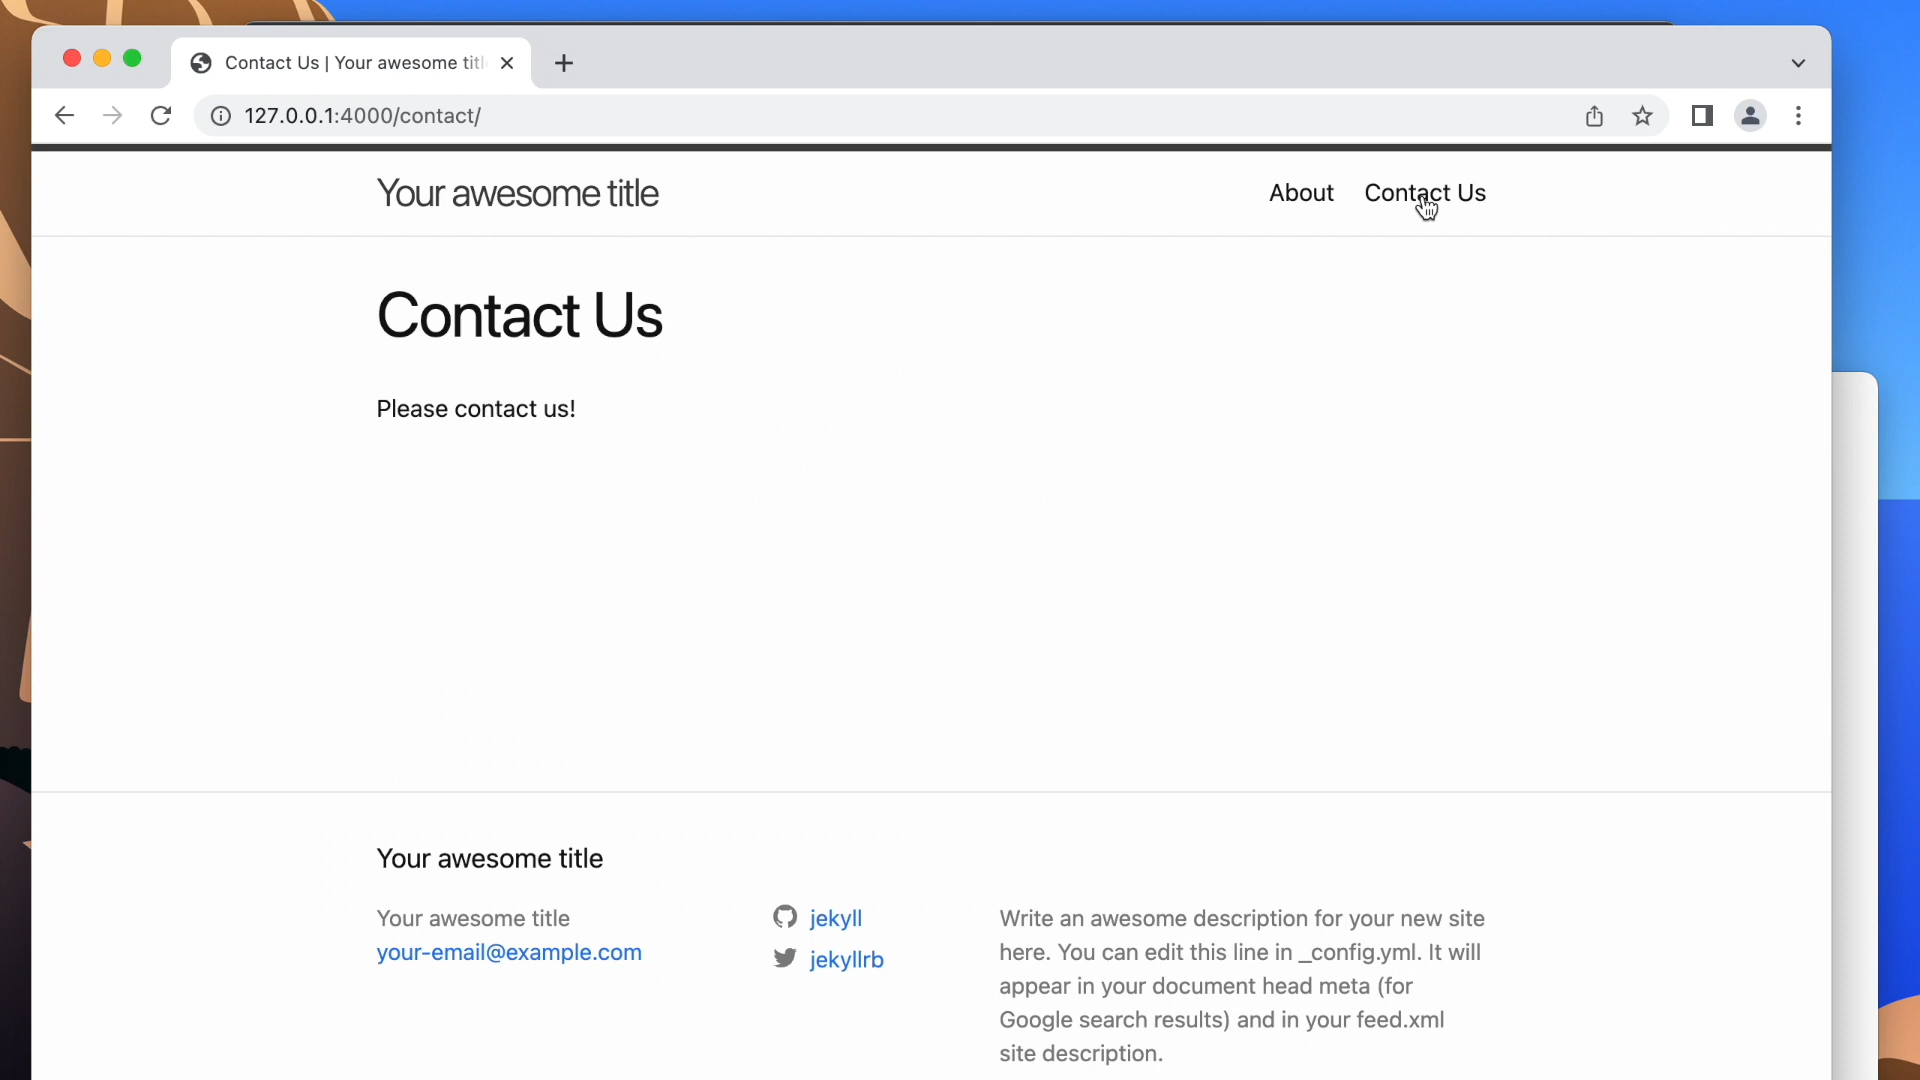 Contact Us | Your awesome titl
127.0.0.1:4000/contact/
Your awesome title
About
Contact Us
Contact Us
Please contact us!
Your awesome title
Your awesome title
your-email@example.com
jekyll
jekyllrb
Write an awesome description for your new site
here. You can edit this line in _config.yml. It will
appear in your document head meta (for
Google search results) and in your feed.xml
site description.